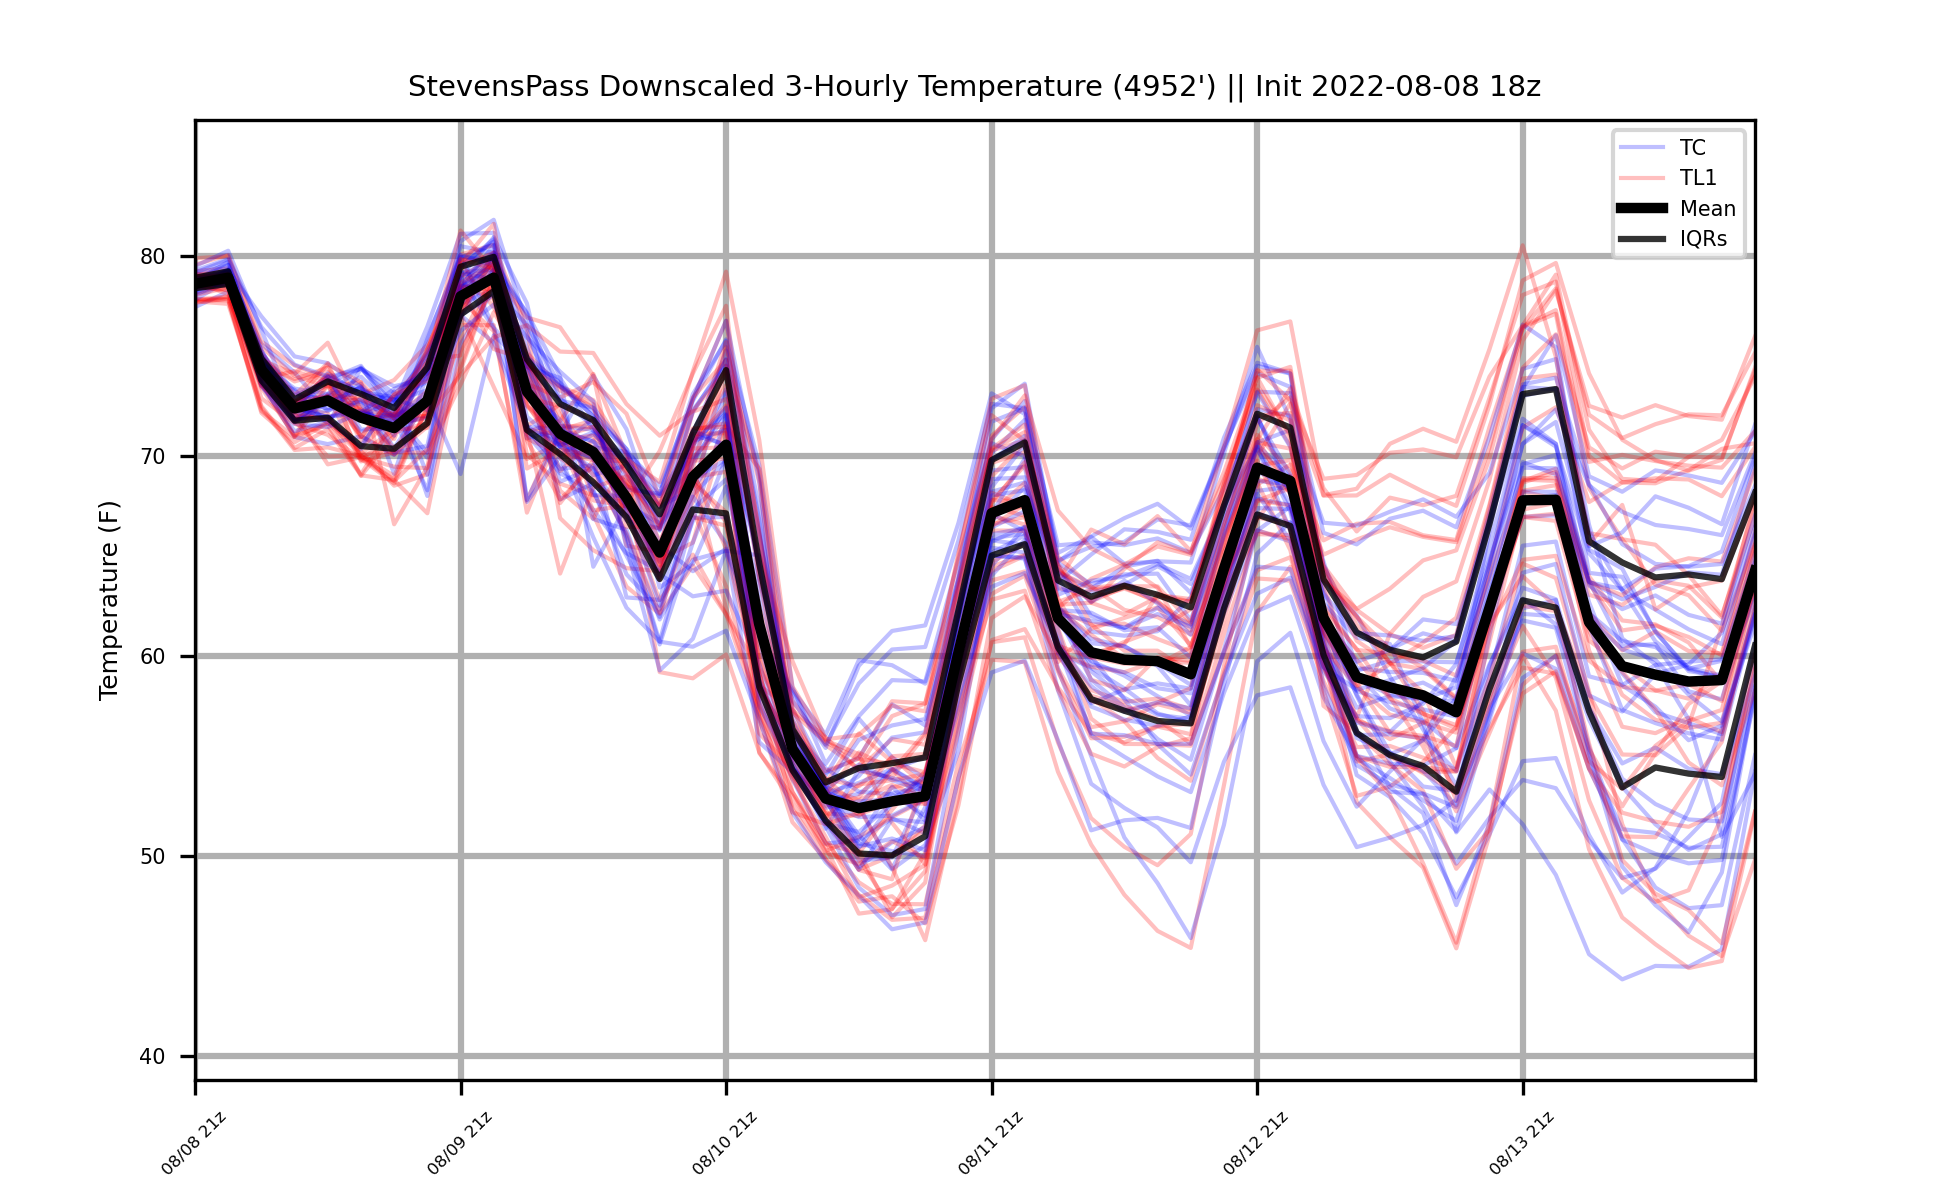 StevensPass Downscaled 3-Hourly Temperature (4952') || Init 2022-08-08 18z
TC
TL1
Mean
IQRs
Temperature (F)
80
70
60
50
40
08/08 21z
08/09 21z
08/10 21z
08/11 21z
08/12 21z
08/13 21z